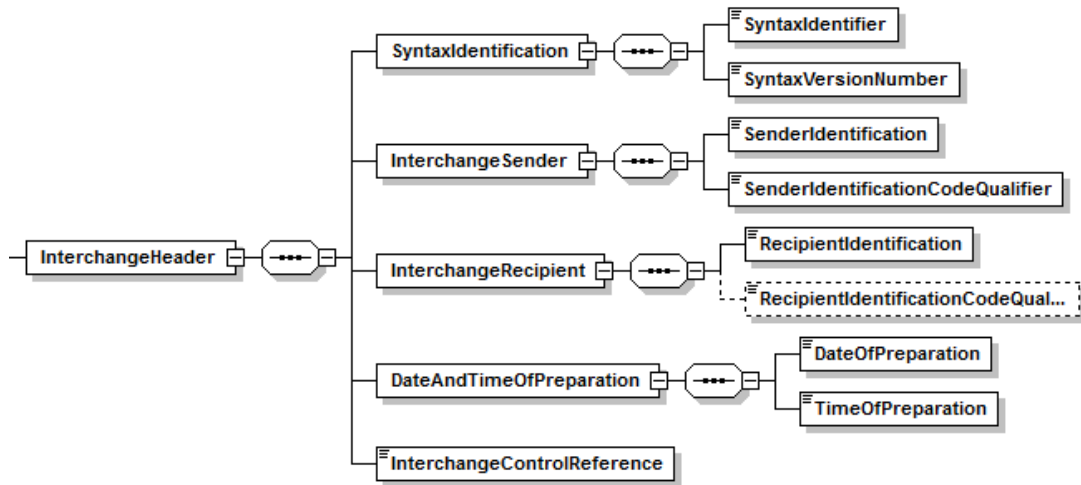 SyntaxIdentifier
SyntaxIdentification
SyntaxVersionNumber
SenderIdentification
InterchangeSender
SenderIdentificationCodeQualifier
RecipientIdentification
InterchangeHeader
InterchangeRecipient
RecipientIdentificationCodeQual...
DateOfPreparation
DateAndTimeOfPreparation
TimeOfPreparation
InterchangeControlReference